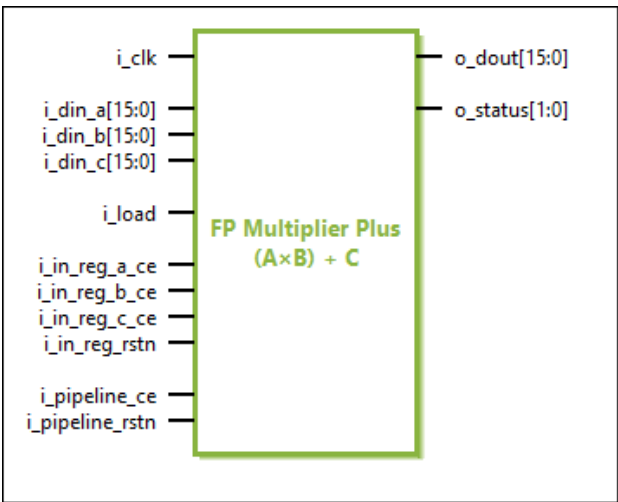 i_clk
o_dout[15:0]
i_din_a[15:0]
o_status[1:0]
i_din_b[15:0]
i_din_c[15:0]
i_load
FP Multiplier Plus
(A×B) + C
i_in_reg_a_ce
i_in_reg_b_ce
i_in_reg_c_ce
i_in_reg_rstn
i_pipeline_ce
i_pipeline_rstn